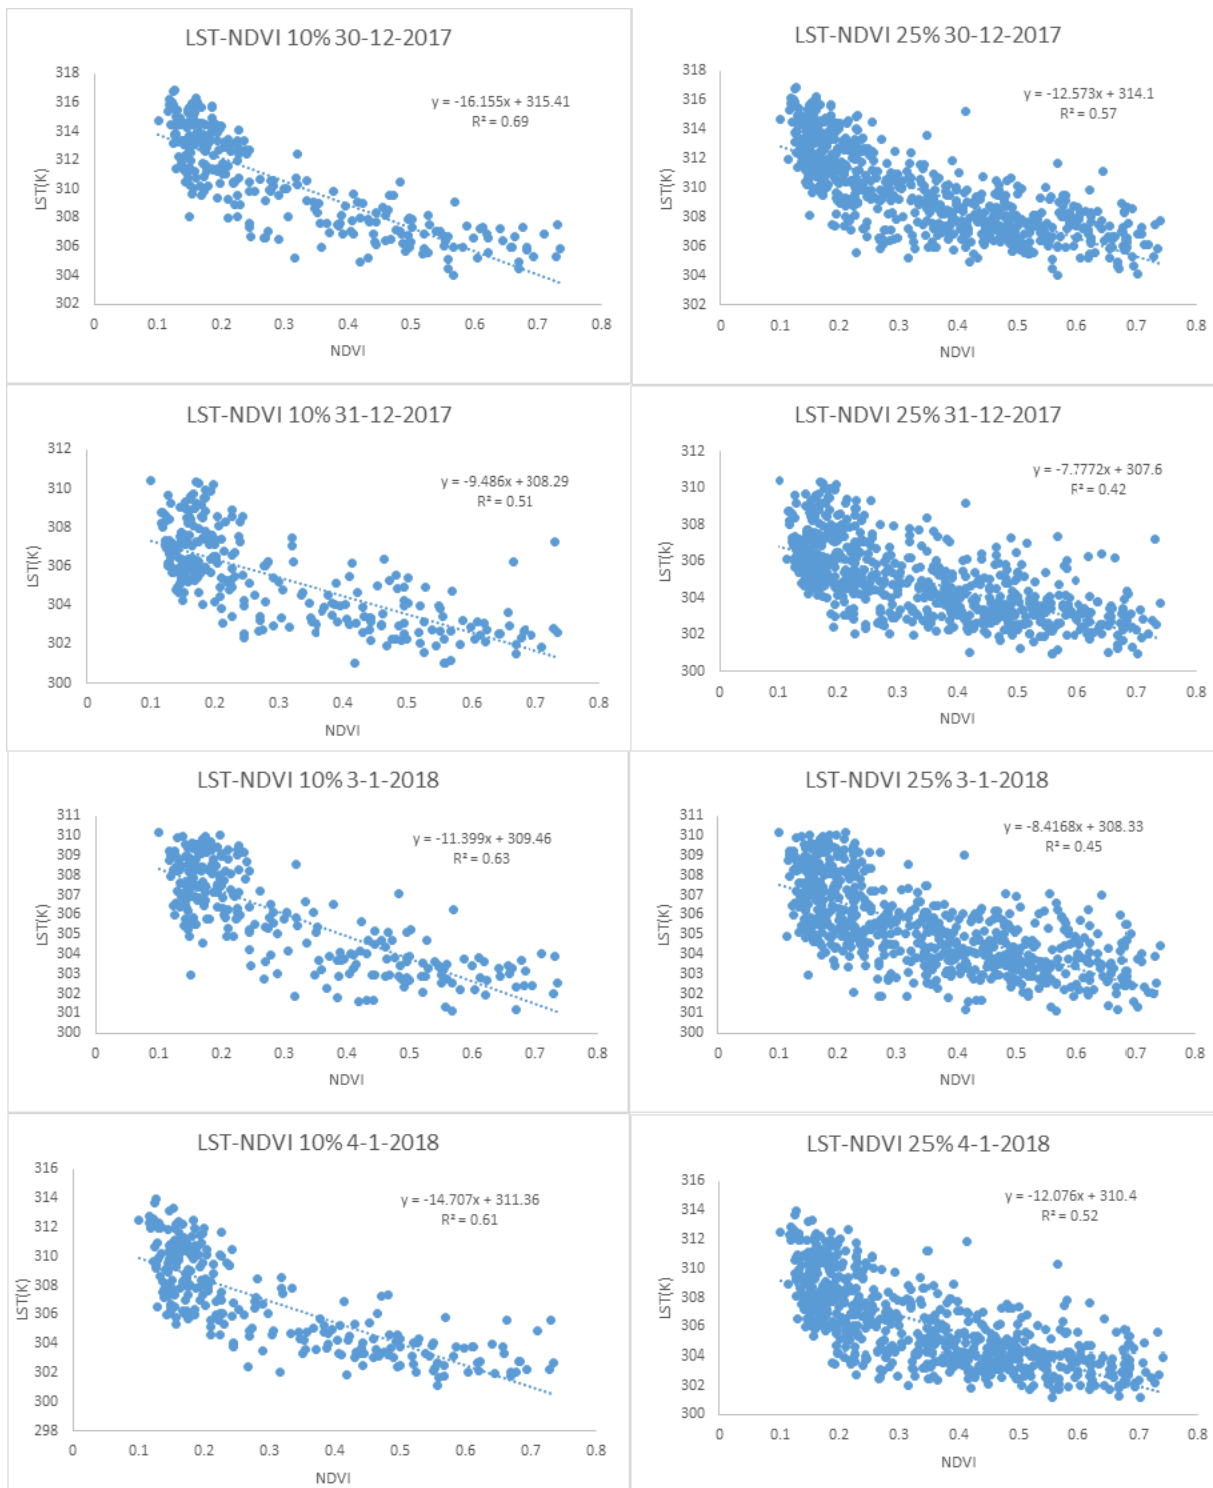 LST-NDVI 10% 30-12-2017
y = -16.155x + 315.41
R² = 0.69
LST(K)
318
316
314
312
310
308
306
304
302
0 0.1 0.2 0.3 0.4 0.5 0.6 0.7 0.8
NDVI
LST-NDVI 25% 30-12-2017
y = -12.573x + 314.1
R² = 0.57
LST(K)
318
316
314
312
310
308
306
304
302
0 0.1 0.2 0.3 0.4 0.5 0.6 0.7 0.8
NDVI
LST-NDVI 10% 31-12-2017
y = -9.486x + 308.29
R² = 0.51
LST(K)
312
310
308
306
304
302
300
0 0.1 0.2 0.3 0.4 0.5 0.6 0.7 0.8
NDVI
LST-NDVI 25% 31-12-2017
y = -7.7772x + 307.6
R² = 0.42
LST(K)
312
310
308
306
304
302
300
0 0.1 0.2 0.3 0.4 0.5 0.6 0.7 0.8
NDVI
LST-NDVI 10% 3-1-2018
y = -11.399x + 309.46
R² = 0.63
LST(K)
311
310
309
308
307
306
305
304
303
302
301
300
0 0.1 0.2 0.3 0.4 0.5 0.6 0.7 0.8
NDVI
LST-NDVI 25% 3-1-2018
y = -8.4168x + 308.33
R² = 0.45
LST(K)
311
310
309
308
307
306
305
304
303
302
301
300
0 0.1 0.2 0.3 0.4 0.5 0.6 0.7 0.8
NDVI
LST-NDVI 10% 4-1-2018
y = -14.707x + 311.36
R² = 0.61
LST(K)
316
314
312
310
308
306
304
302
300
298
0 0.1 0.2 0.3 0.4 0.5 0.6 0.7 0.8
NDVI
LST-NDVI 25% 4-1-2018
y = -12.076x + 310.4
R² = 0.52
LST(K)
316
314
312
310
308
306
304
302
300
0 0.1 0.2 0.3 0.4 0.5 0.6 0.7 0.8
NDVI